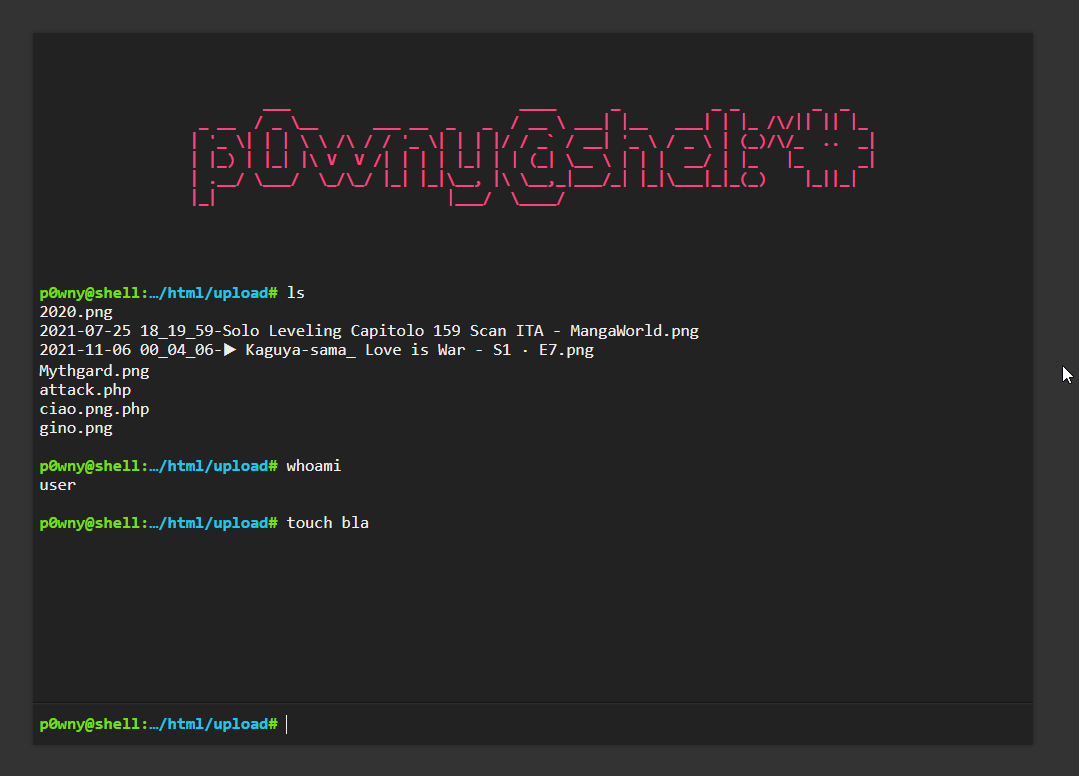 p0wny@shell:~#
p0wny@shell:…/html/upload# ls
2020.png
2021-07-25 18_19_59-Solo Leveling Capitolo 159 Scan ITA - MangaWorld.png
2021-11-06 00_04_06-▶ Kaguya-sama_ Love is War - S1 · E7.png
Mythgard.png
attack.php
ciao.png.php
gino.png
p0wny@shell:…/html/upload# whoami
user
p0wny@shell:…/html/upload# touch bla
p0wny@shell:…/html/upload#